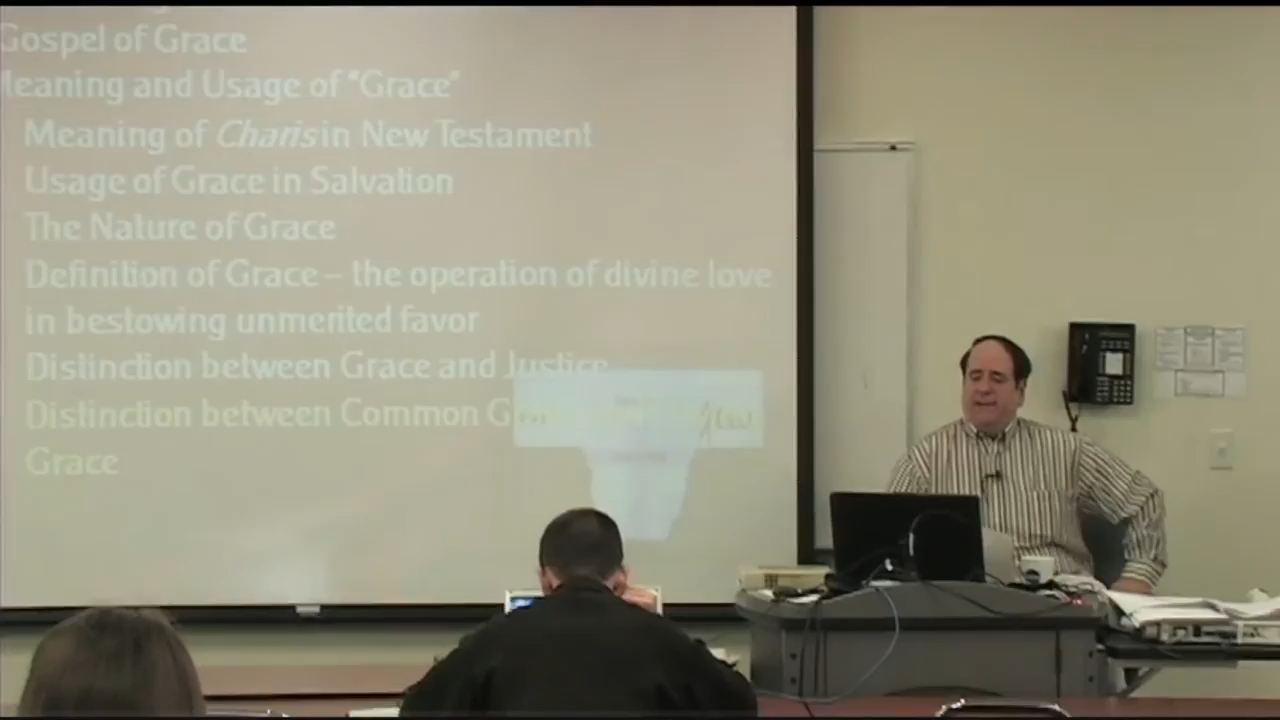 Gospel of Grace
Meaning and Usage of "Grace"
Meaning of Charis in New Testament
Usage of Grace in Salvation
The Nature of Grace
Definition of Grace – the operation of divine love
in bestowing unmerited favor
Distinction between Grace and Justice
Distinction between Common
Grace